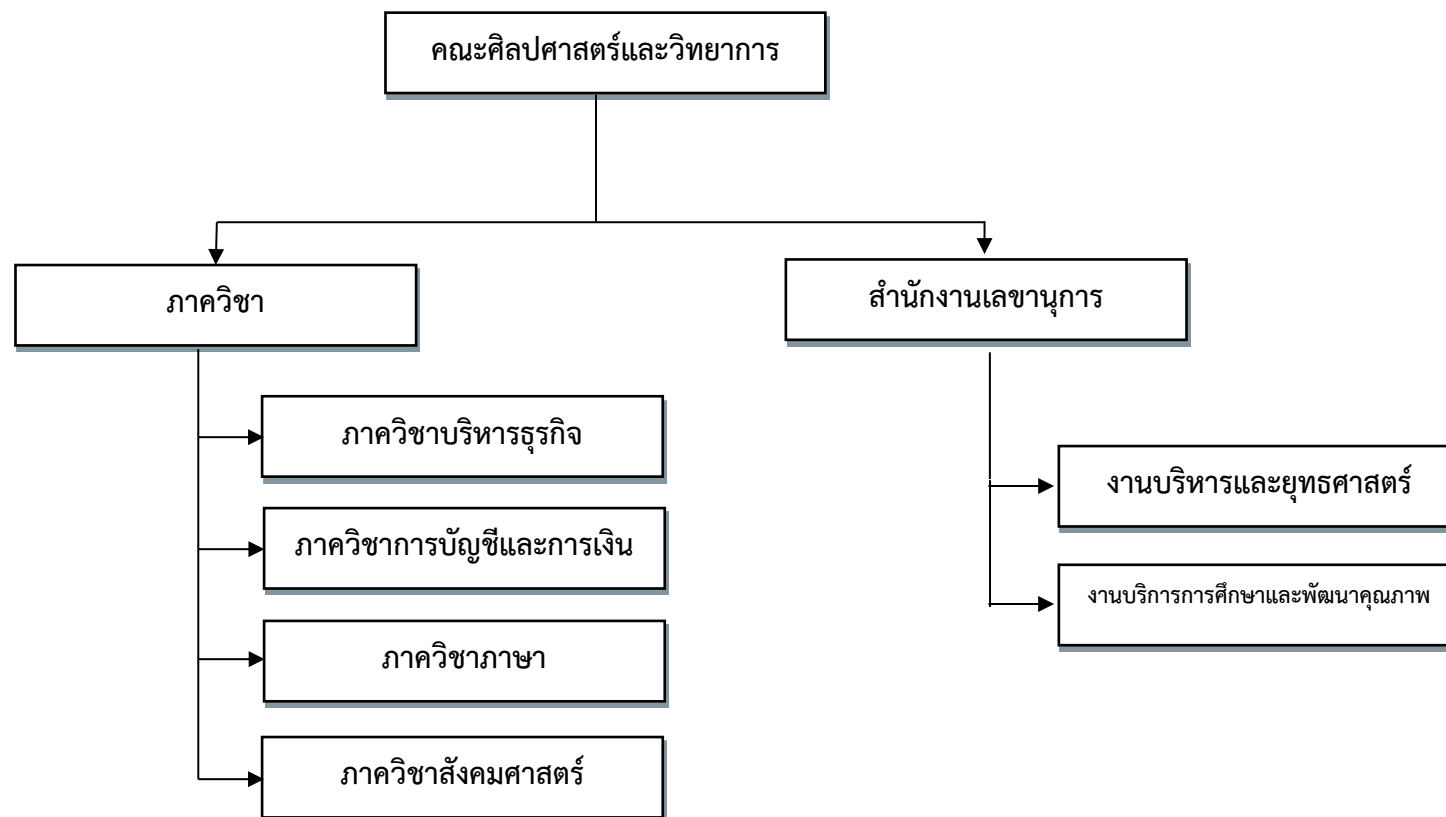 คณะศิลปศาสตร์และวิทยาการ
ภาควิชา
สำนักงานเลขานุการ
ภาควิชาบริหารธุรกิจ
ภาควิชาการบัญชีและการเงิน
ภาควิชาภาษา
ภาควิชาสังคมศาสตร์
งานบริหารและยุทธศาสตร์
งานบริการการศึกษาและพัฒนาคุณภาพ